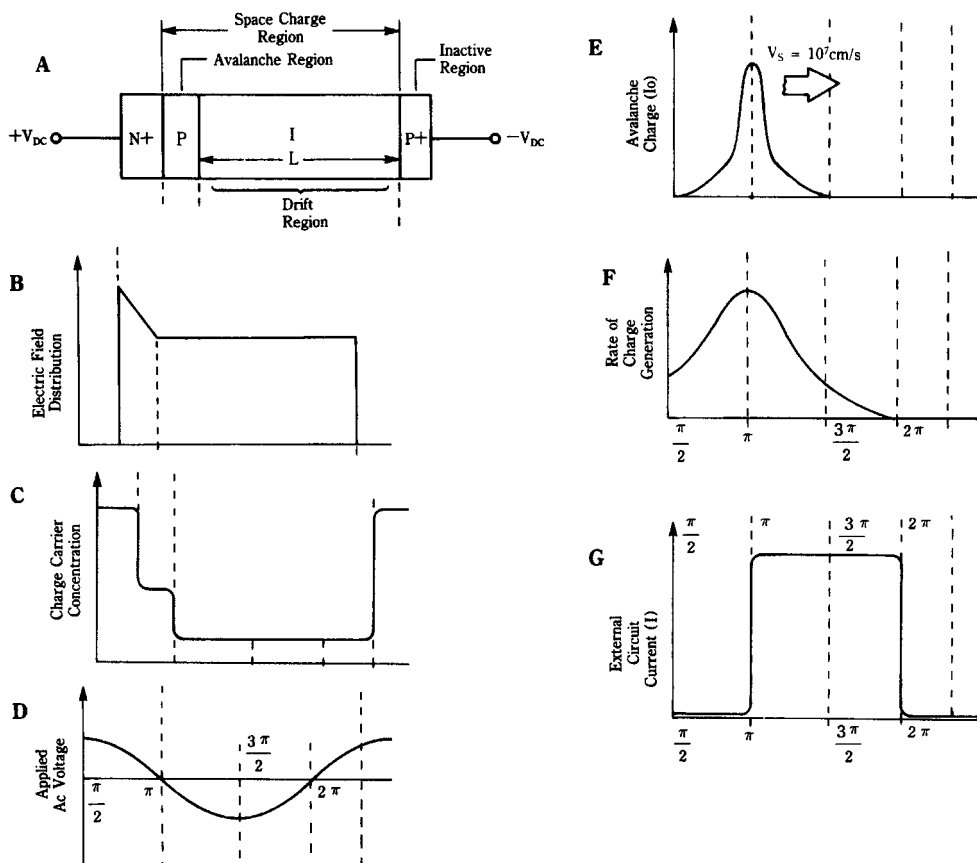 A
Space Charge
Region
Avalanche Region
Inactive
Region
+V_DC
N+
P
I
L
P+
−V_DC
Drift
Region
B
Electric Field
Distribution
C
Charge Carrier
Concentration
D
Applied
Ac Voltage
π/2
π
3π/2
2π
E
Avalanche
Charge (Io)
V_S = 10⁷cm/s
F
Rate of
Charge
Generation
π/2
π
3π/2
2π
G
External
Circuit
Current (I)
π/2
π
3π/2
2π
π/2
π
3π/2
2π